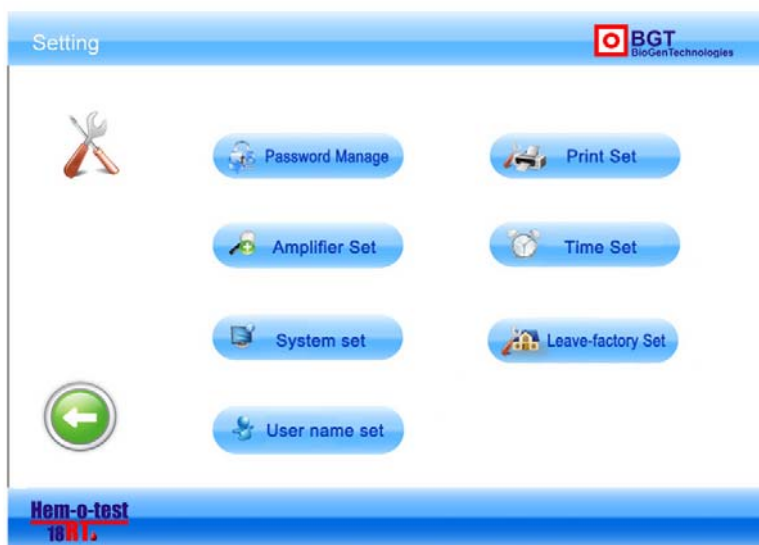 Setting
BGT
BioGenTechnologies
Password Manage
Print Set
Amplifier Set
Time Set
System set
Leave-factory Set
User name set
Hem-o-test
18RT